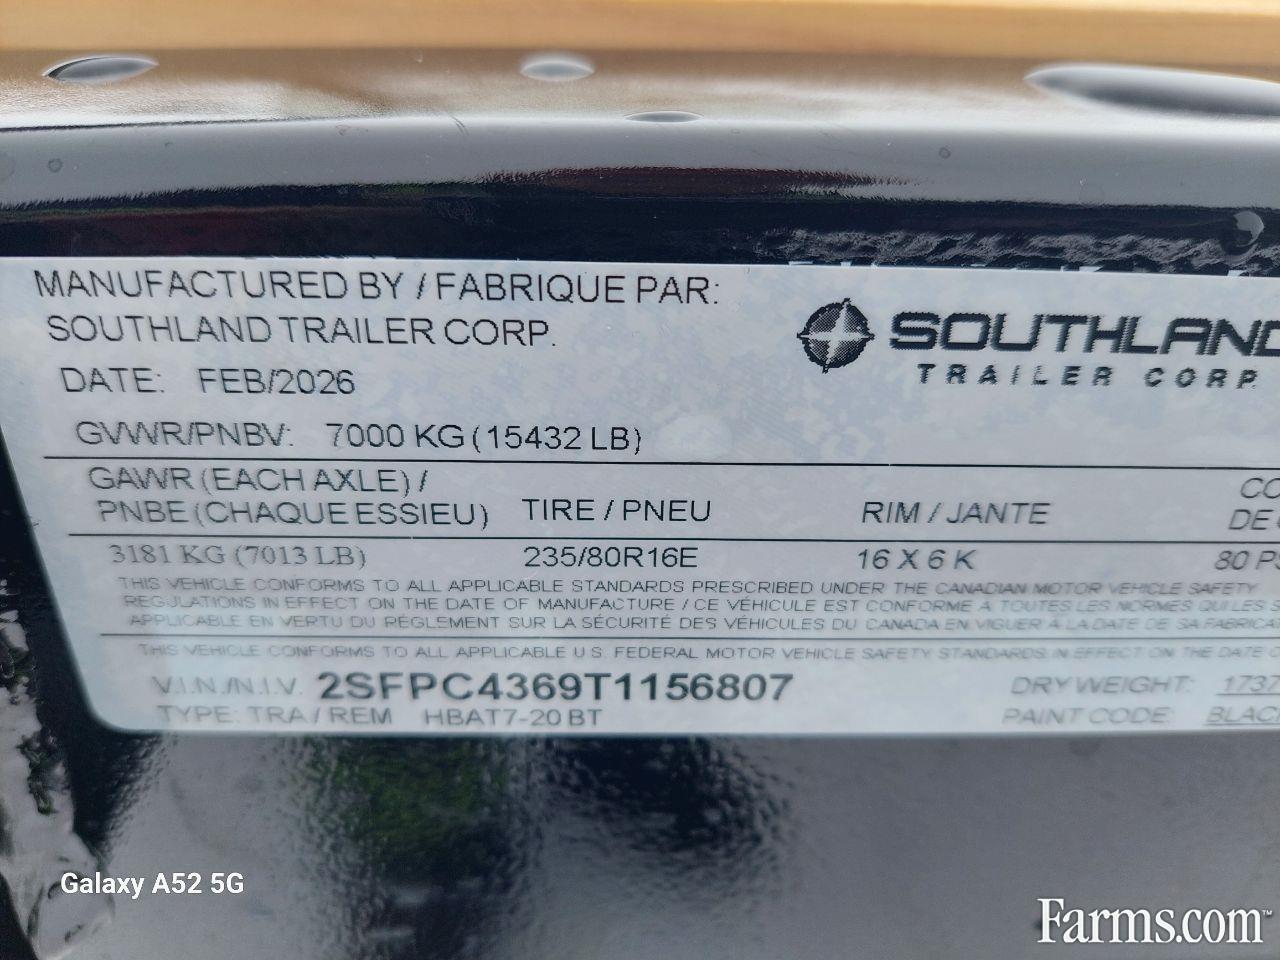 MANUFACTURED BY / FABRIQUE PAR:
SOUTHLAND TRAILER CORP.
SOUTHLAND
TRAILER CORP.
DATE: FEB/2026
GVWR/PNBV: 7000 KG (15432 LB)
GAWR (EACH AXLE) /
PNBE (CHAQUE ESSIEU) TIRE / PNEU RIM / JANTE
3181 KG (7013 LB) 235/80R16E 16 X 6 K 80
THIS VEHICLE CONFORMS TO ALL APPLICABLE STANDARDS PRESCRIBED UNDER THE CANADIAN MOTOR VEHICLE SAFETY
REGULATIONS IN EFFECT ON THE DATE OF MANUFACTURE / CE VÉHICULE EST CONFORME A TOUTES LES NORMES QUI LES
APPLICABLE EN VERTU DU RÉGLEMENT SUR LA SÉCURITÉ DES VÉHICULES DU CANADA EN VIGUER À LA DATE DE SA
THIS VEHICLE CONFORMS TO ALL APPLICABLE U.S. FEDERAL MOTOR VEHICLE SAFETY STANDARDS IN EFFECT ON THE DATE
V.I.N./N.I.V. 2SFPC4369T1156807 DRY WEIGHT: 1737
TYPE: TRA / REM HBAT7-20 BT PAINT CODE: BLAC
Galaxy A52 5G
Farms.com™